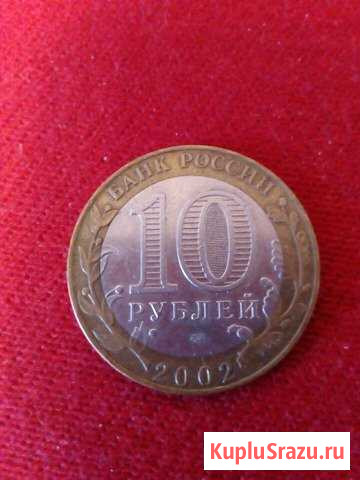 БАНК РОССИИ
10
РУБЛЕЙ
2002
KupluSrazu.ru